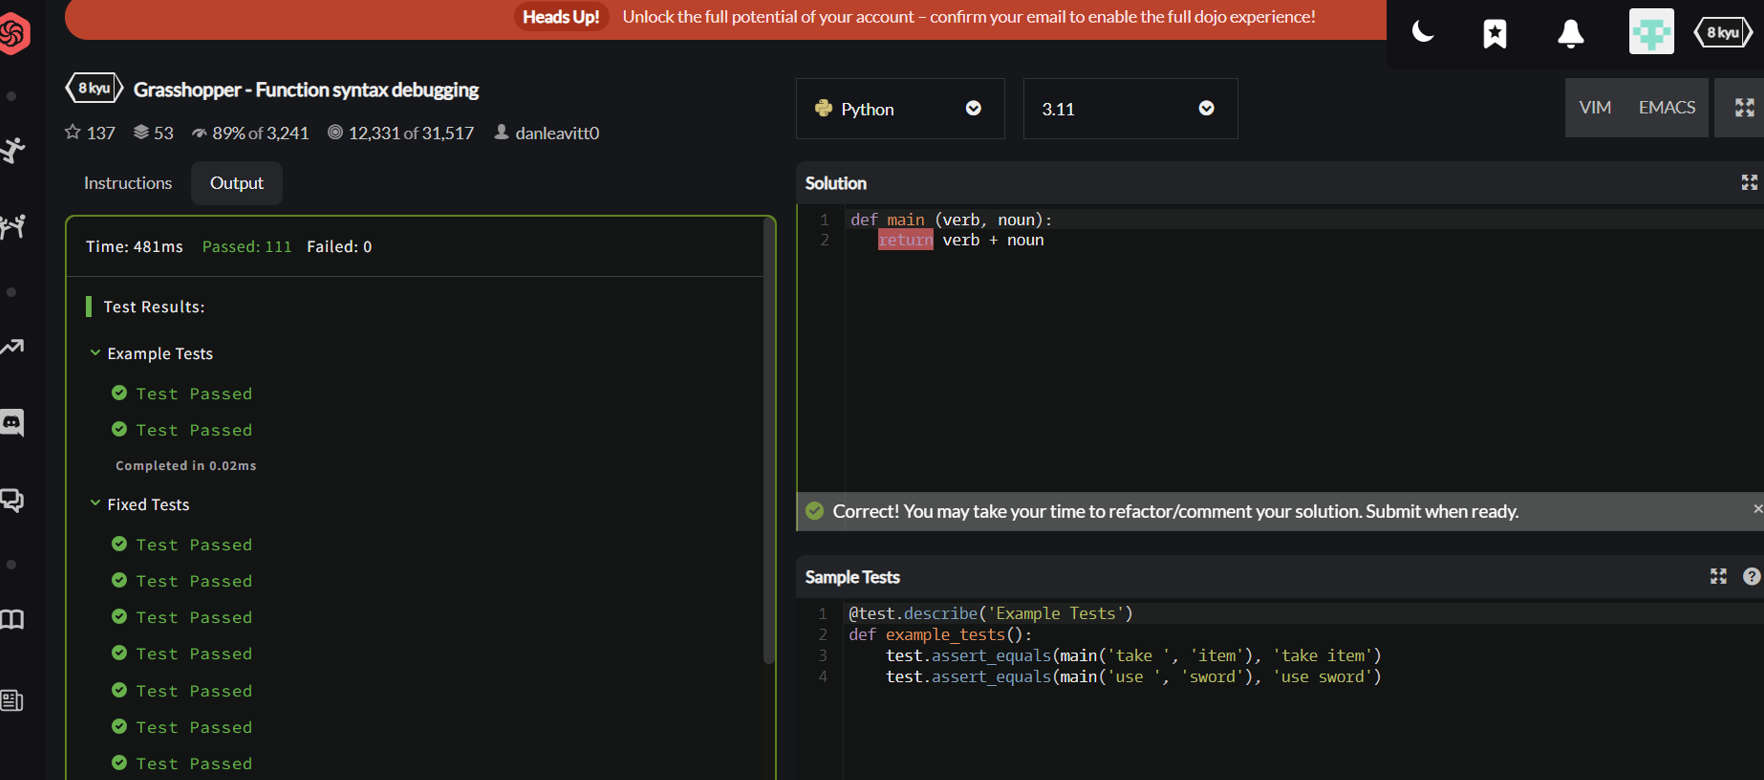 Heads Up! Unlock the full potential of your account – confirm your email to enable the full dojo experience!
8 kyu
8 kyu Grasshopper - Function syntax debugging
137 53 89% of 3,241 12,331 of 31,517 danleavitt0
Python 3.11 VIM EMACS
Instructions Output
Time: 481ms Passed: 111 Failed: 0
Test Results:
Example Tests
Test Passed
Test Passed
Completed in 0.02ms
Fixed Tests
Test Passed
Test Passed
Test Passed
Test Passed
Test Passed
Test Passed
Test Passed
Solution
1 def main (verb, noun):
2 return verb + noun
Correct! You may take your time to refactor/comment your solution. Submit when ready.
Sample Tests
1 @test.describe('Example Tests')
2 def example_tests():
3 test.assert_equals(main('take ', 'item'), 'take item')
4 test.assert_equals(main('use ', 'sword'), 'use sword')